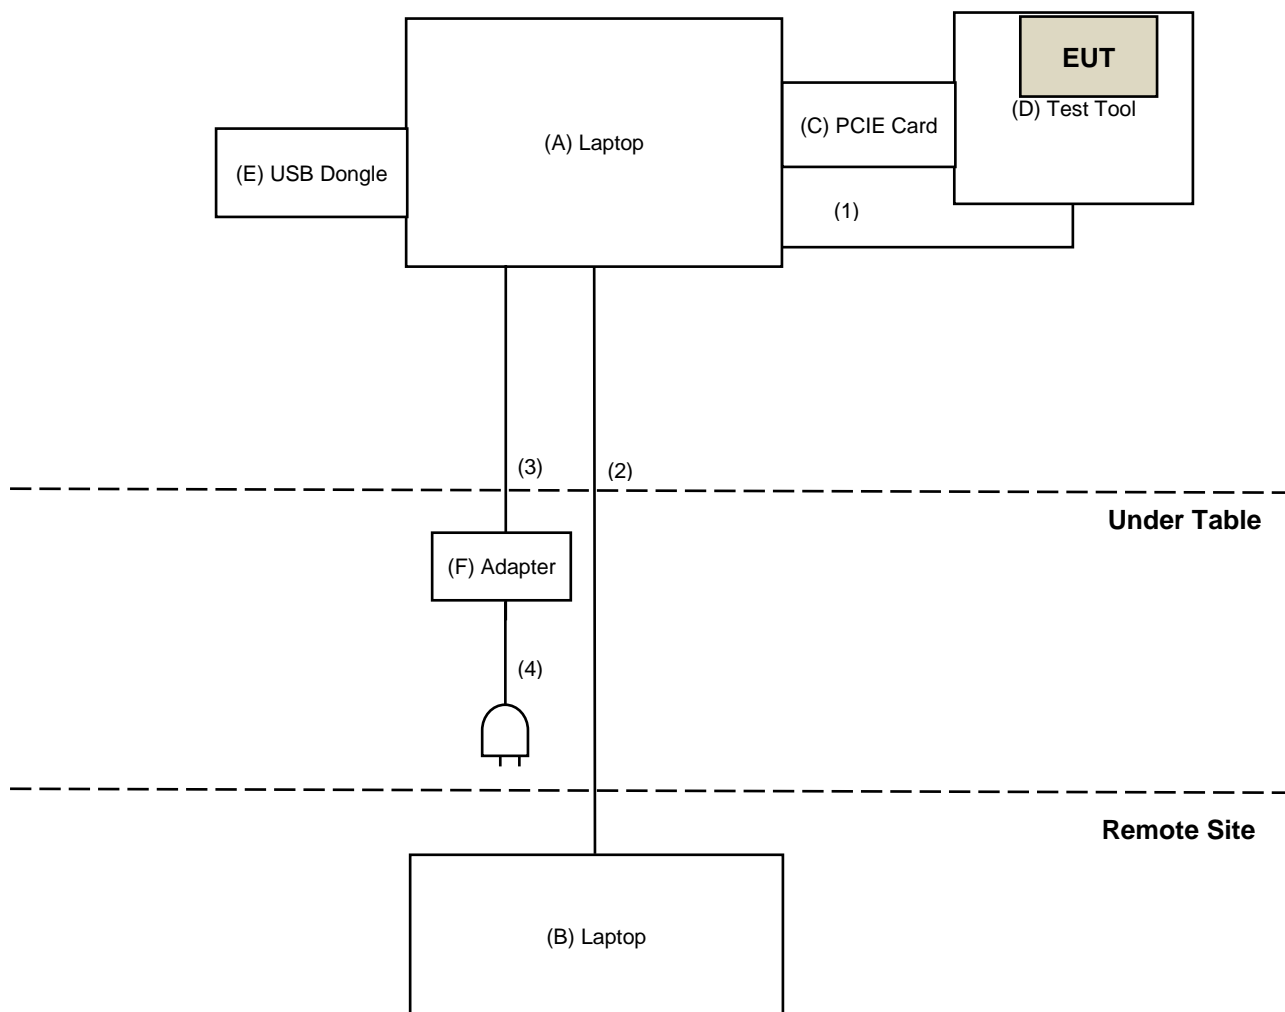 EUT
(D) Test Tool
(C) PCIE Card
(A) Laptop
(E) USB Dongle
(1)
(3)
(2)
Under Table
(F) Adapter
(4)
Remote Site
(B) Laptop